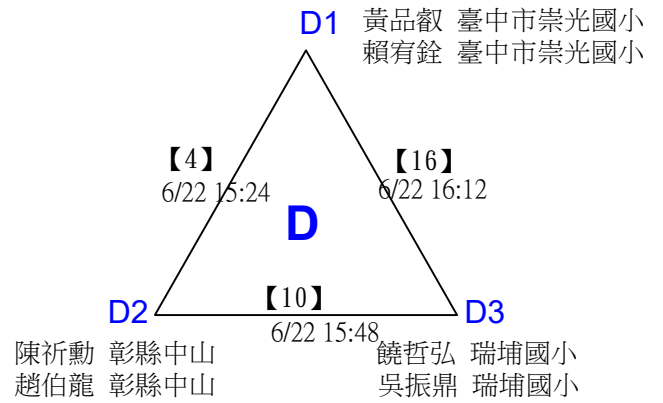 D1 黃品叡 臺中市崇光國小
賴宥銓 臺中市崇光國小
【4】
6/22 15:24
【16】
6/22 16:12
D
【10】
6/22 15:48
D2
陳祈勳 彰縣中山
趙伯龍 彰縣中山
D3
饒哲弘 瑞埔國小
吳振鼎 瑞埔國小